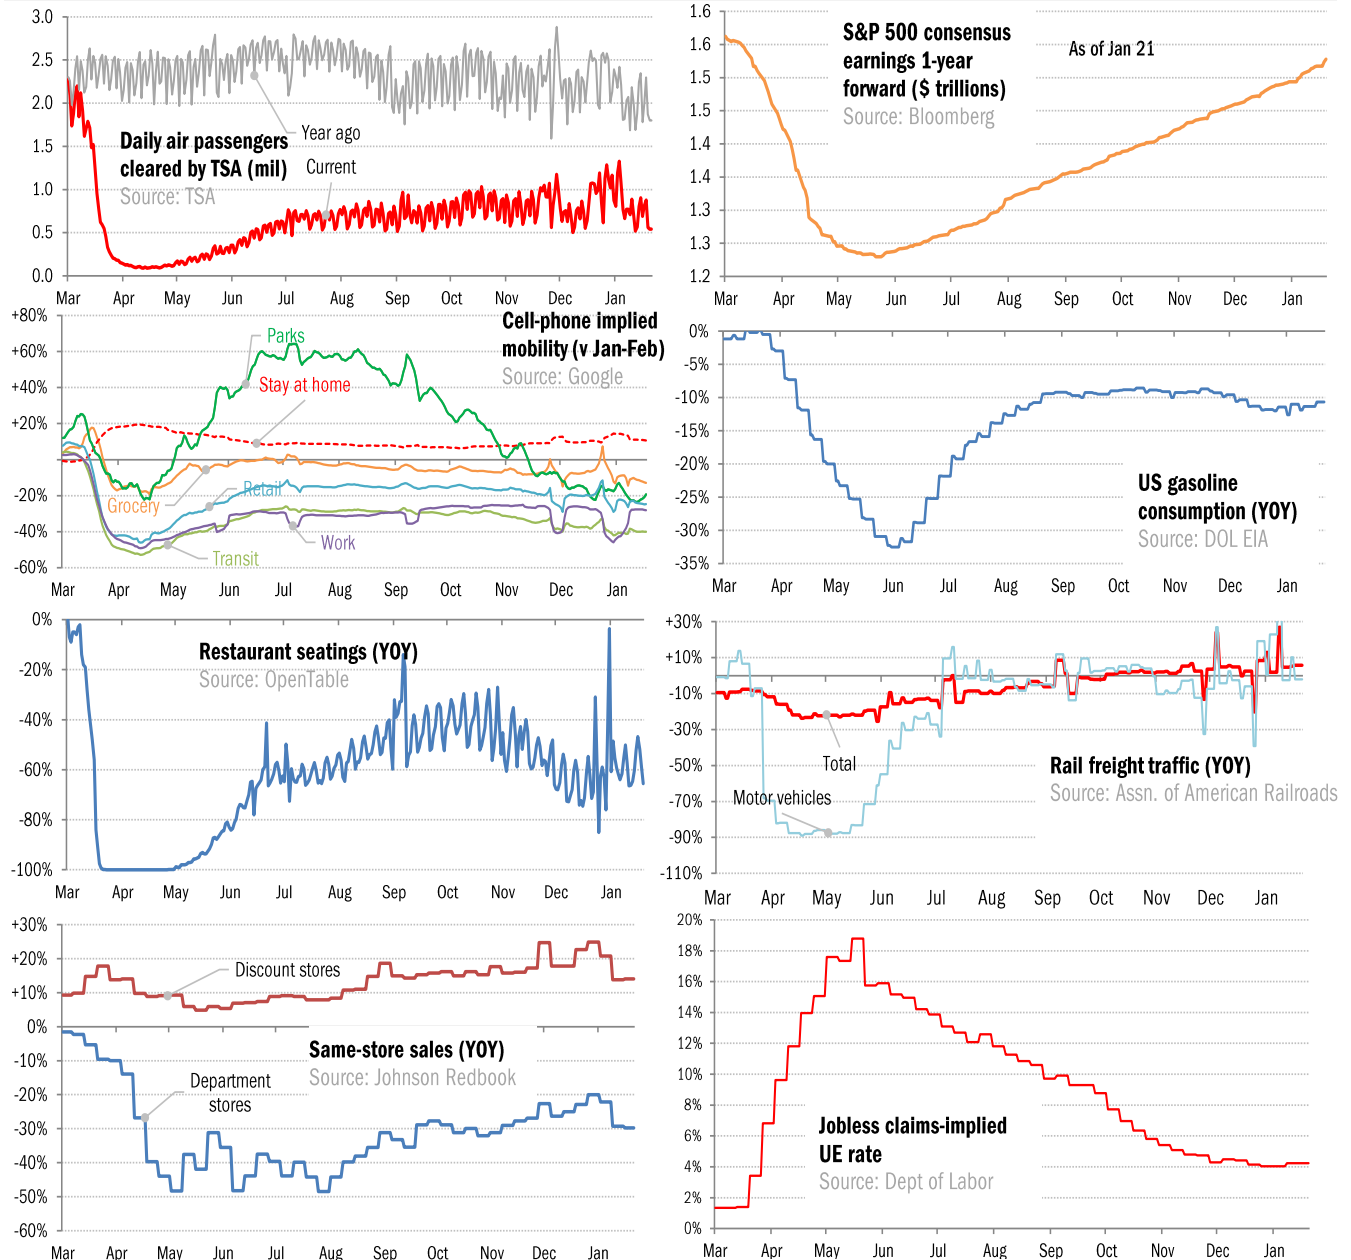 3.0
2.5
2.0
1.5
1.0
0.5
0.0
Daily air passengers
cleared by TSA (mil)
Source: TSA
Year ago
Current
Mar Apr May Jun Jul Aug Sep Oct Nov Dec Jan
1.6
1.6
1.5
1.5
1.4
1.4
1.3
1.3
1.2
S&P 500 consensus
earnings 1-year
forward ($ trillions)
Source: Bloomberg
As of Jan 21
Mar Apr May Jun Jul Aug Sep Oct Nov Dec Jan
+80%
+60%
+40%
+20%
-20%
-40%
-60%
Cell-phone implied
mobility (v Jan-Feb)
Source: Google
Parks
Stay at home
Grocery
Retail
Work
Transit
Mar Apr May Jun Jul Aug Sep Oct Nov Dec Jan
0%
-5%
-10%
-15%
-20%
-25%
-30%
-35%
US gasoline
consumption (YOY)
Source: DOL EIA
Mar Apr May Jun Jul Aug Sep Oct Nov Dec Jan
0%
-20%
-40%
-60%
-80%
-100%
Restaurant seatings (YOY)
Source: OpenTable
Mar Apr May Jun Jul Aug Sep Oct Nov Dec Jan
+30%
+10%
-10%
-30%
-50%
-70%
-90%
-110%
Total
Motor vehicles
Rail freight traffic (YOY)
Source: Assn. of American Railroads
Mar Apr May Jun Jul Aug Sep Oct Nov Dec Jan
+30%
+20%
+10%
0%
-10%
-20%
-30%
-40%
-50%
-60%
Discount stores
Same-store sales (YOY)
Source: Johnson Redbook
Department
stores
Mar Apr May Jun Jul Aug Sep Oct Nov Dec Jan
20%
18%
16%
14%
12%
10%
8%
6%
4%
2%
0%
Jobless claims-implied
UE rate
Source: Dept of Labor
Mar Apr May Jun Jul Aug Sep Oct Nov Dec Jan